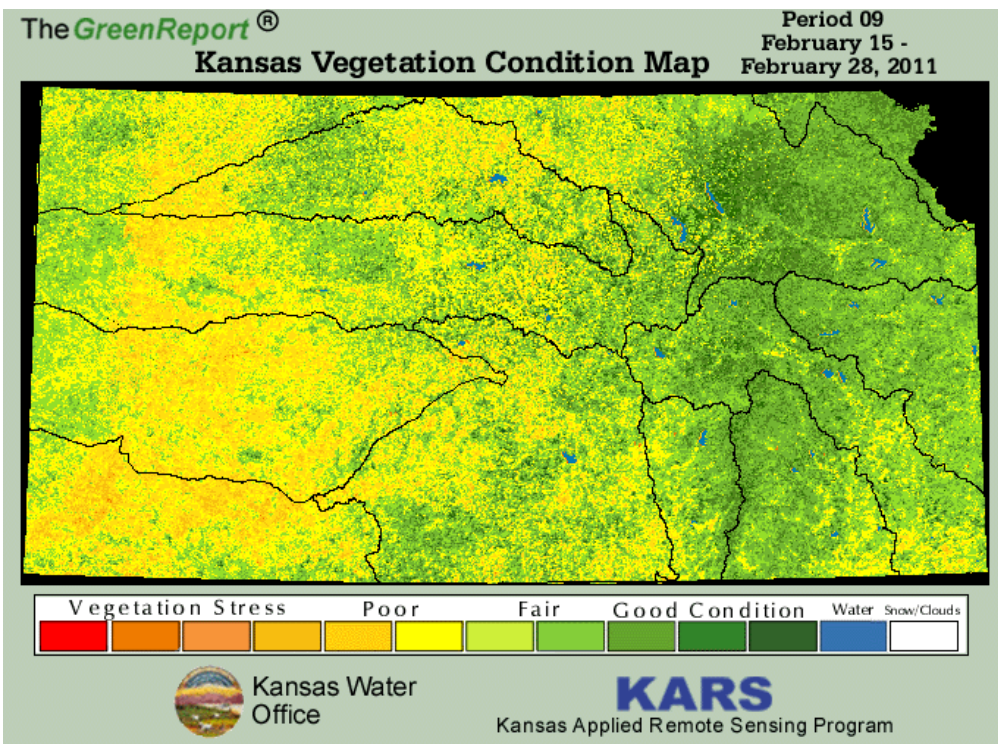 The GreenReport ®
Period 09
February 15 -
February 28, 2011
Kansas Vegetation Condition Map
Vegetation Stress Poor Fair Good Condition Water Snow/Clouds
Kansas Water
Office
KARS
Kansas Applied Remote Sensing Program